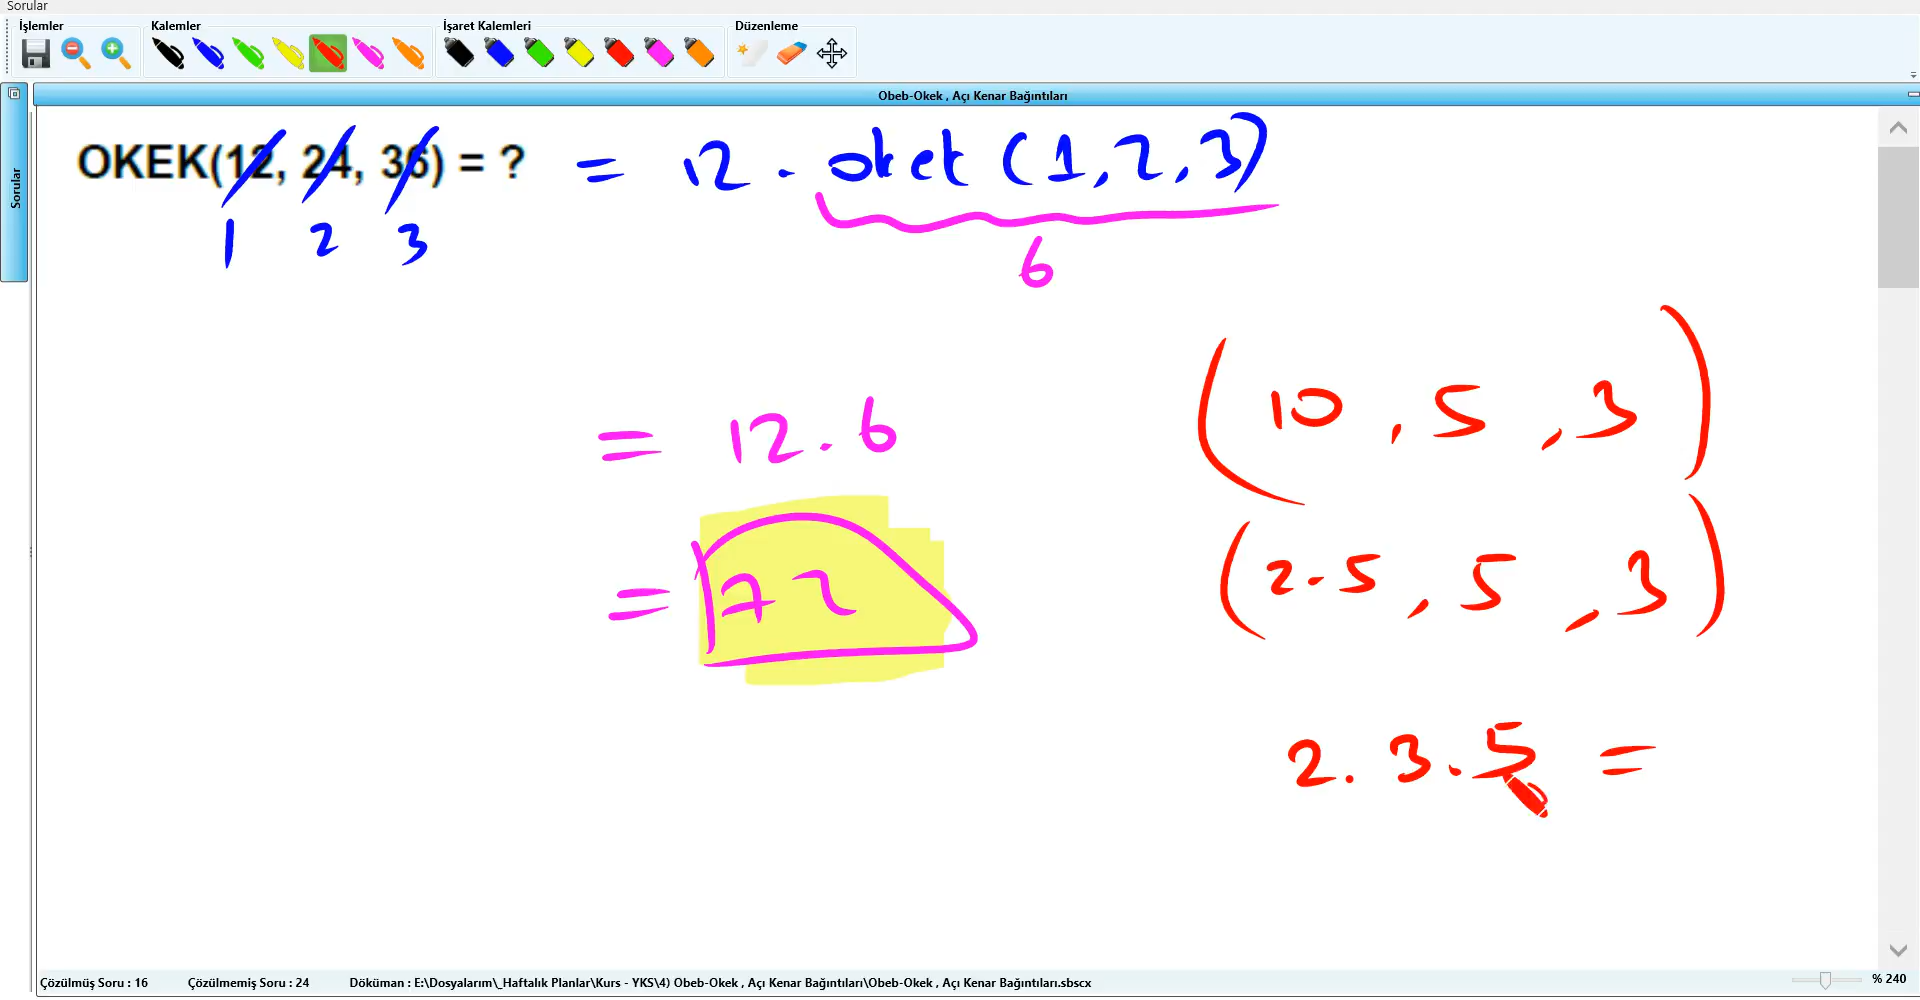 Sorular
İşlemler Kalemler İşaret Kalemleri Düzenleme
Sorular
Obeb-Okek , Açı Kenar Bağıntıları
OKEK(12, 24, 36) = ? = 12 . okek (1, 2, 3)
1 2 3
6
= 12 . 6
= 72
(10 , 5 , 3)
(2 . 5 , 5 , 3)
2 . 3 . 5 =
Çözülmüş Soru : 16 Çözülmemiş Soru : 24 Döküman : E:\Dosyalarım\_Haftalık Planlar\Kurs - YKS\4) Obeb-Okek , Açı Kenar Bağıntıları\Obeb-Okek , Açı Kenar Bağıntıları.sbscx % 240